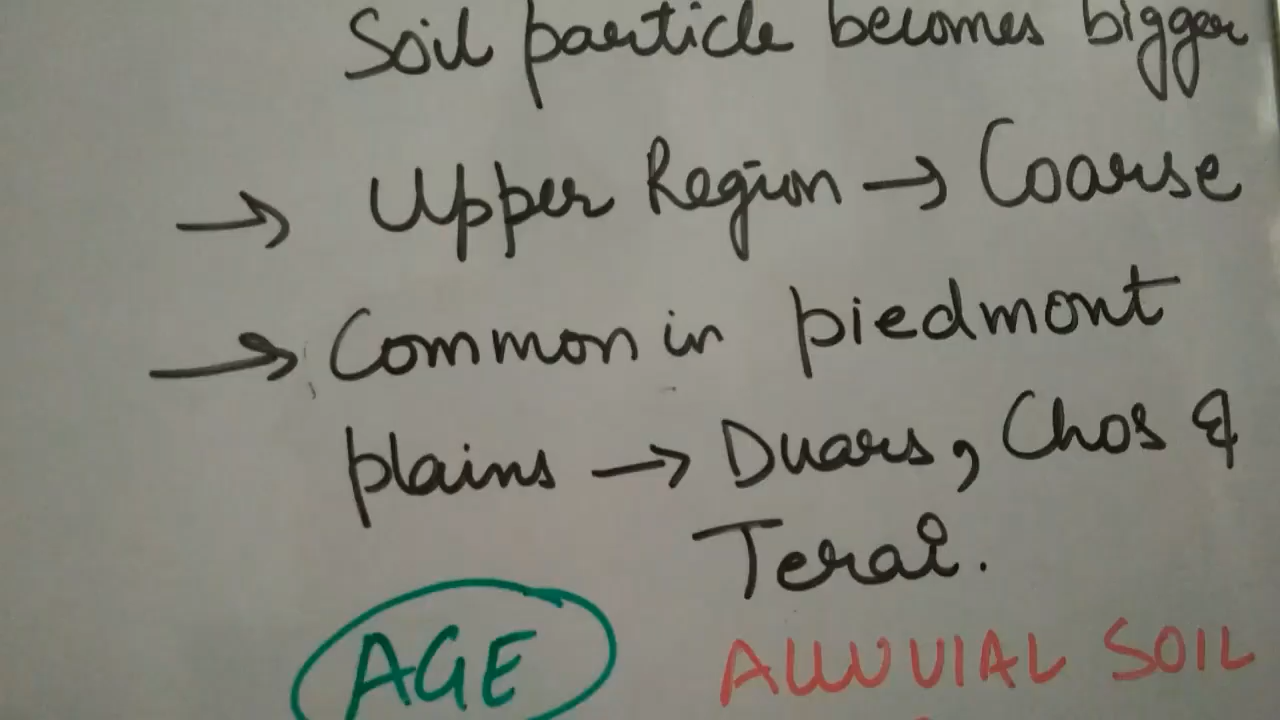 Soil particle becomes bigger
→ Upper Region → Coarse
→ Common in piedmont
plains → Duars, Chos &
Terai.
AGE ALLUVIAL SOIL